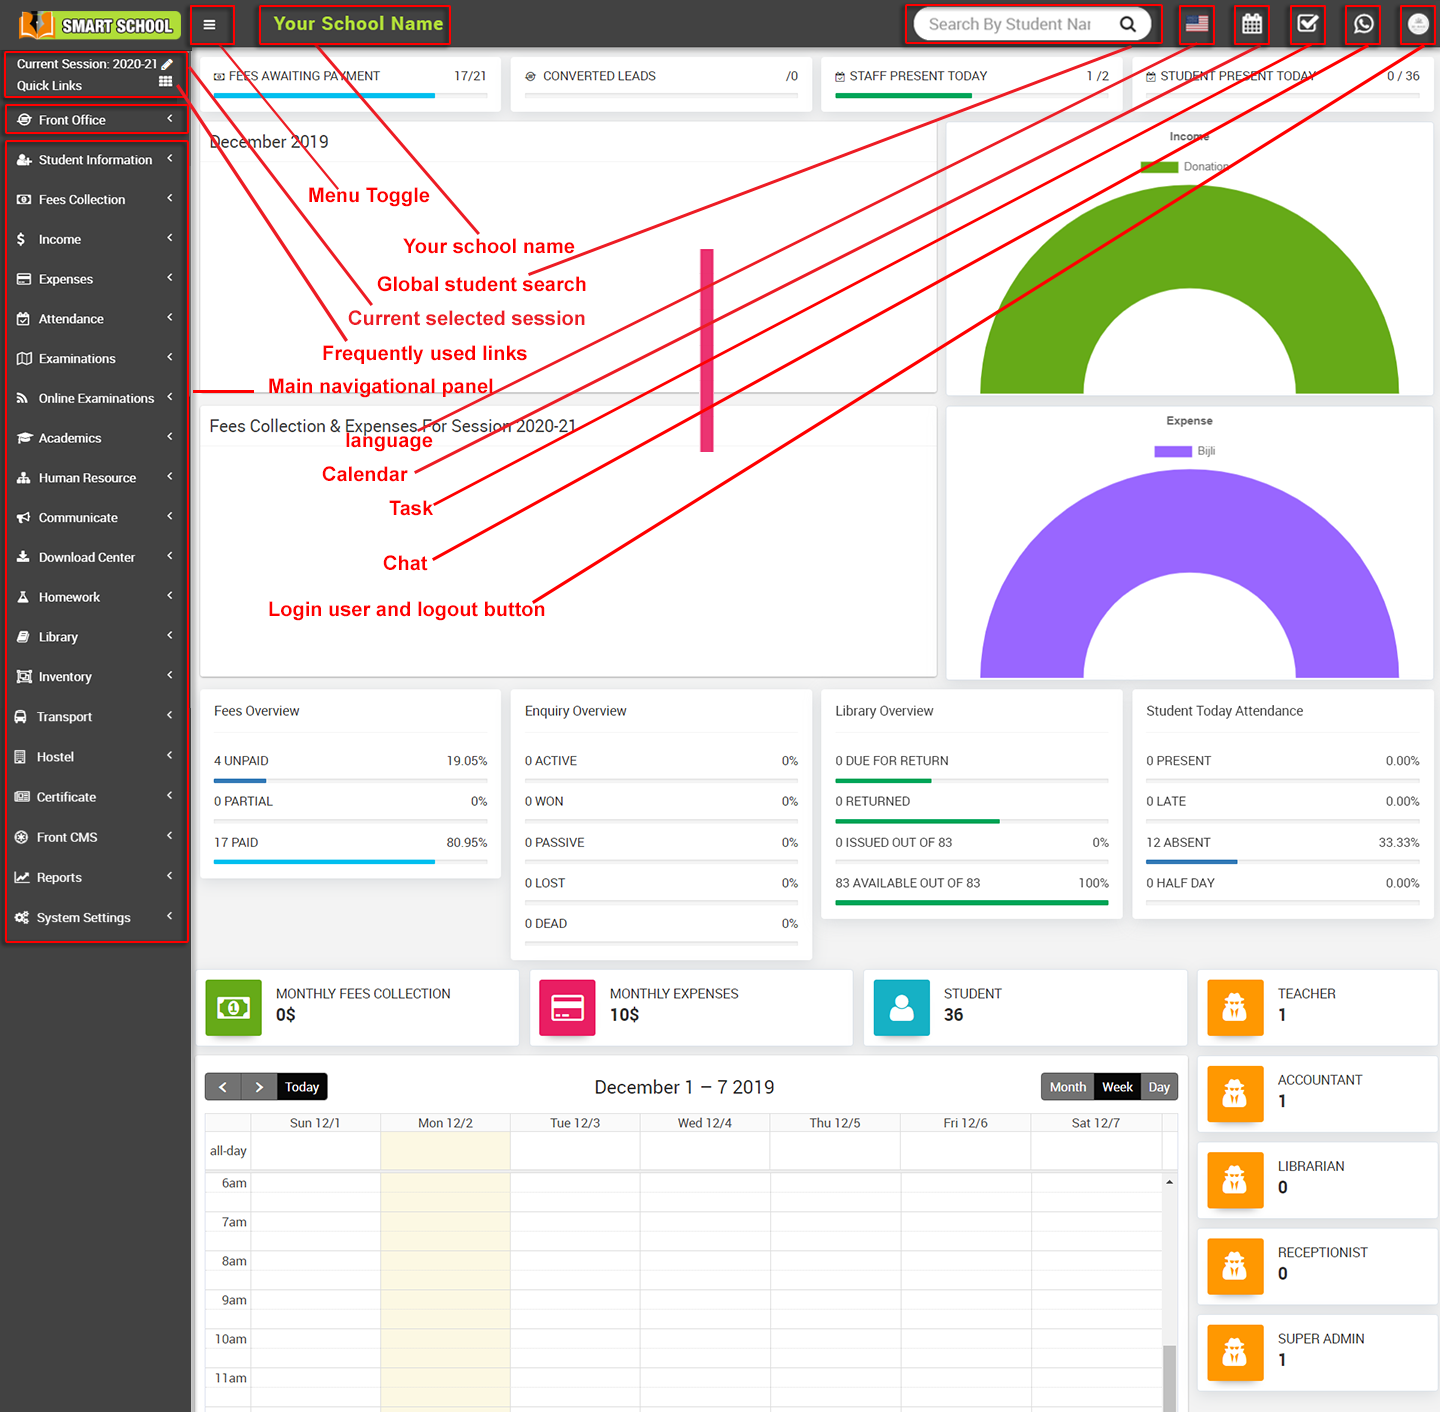 SMART SCHOOL
Your School Name
Search By Student Nar
Current Session: 2020-21
Quick Links
Front Office
Student Information
Fees Collection
Income
Expenses
Attendance
Examinations
Online Examinations
Academics
Human Resource
Communicate
Download Center
Homework
Library
Inventory
Transport
Hostel
Certificate
Front CMS
Reports
System Settings
FEES AWAITING PAYMENT 17/21
CONVERTED LEADS /0
STAFF PRESENT TODAY 1 /2
STUDENT PRESENT TODAY 0 / 36
December 2019
Menu Toggle
Your school name
Global student search
Current selected session
Frequently used links
Main navigational panel
Income
Donation
Fees Collection & Expenses For Session 2020-21
language
Calendar
Task
Chat
Login user and logout button
Expense
Bijli
Fees Overview
4 UNPAID 19.05%
0 PARTIAL 0%
17 PAID 80.95%
Enquiry Overview
0 ACTIVE 0%
0 WON 0%
0 PASSIVE 0%
0 LOST 0%
0 DEAD 0%
Library Overview
0 DUE FOR RETURN
0 RETURNED
0 ISSUED OUT OF 83 0%
83 AVAILABLE OUT OF 83 100%
Student Today Attendance
0 PRESENT 0.00%
0 LATE 0.00%
12 ABSENT 33.33%
0 HALF DAY 0.00%
MONTHLY FEES COLLECTION
0$
MONTHLY EXPENSES
10$
STUDENT
36
TEACHER
1
ACCOUNTANT
1
LIBRARIAN
0
RECEPTIONIST
0
SUPER ADMIN
1
Today
December 1 – 7 2019
Month Week Day
Sun 12/1 Mon 12/2 Tue 12/3 Wed 12/4 Thu 12/5 Fri 12/6 Sat 12/7
all-day
6am
7am
8am
9am
10am
11am